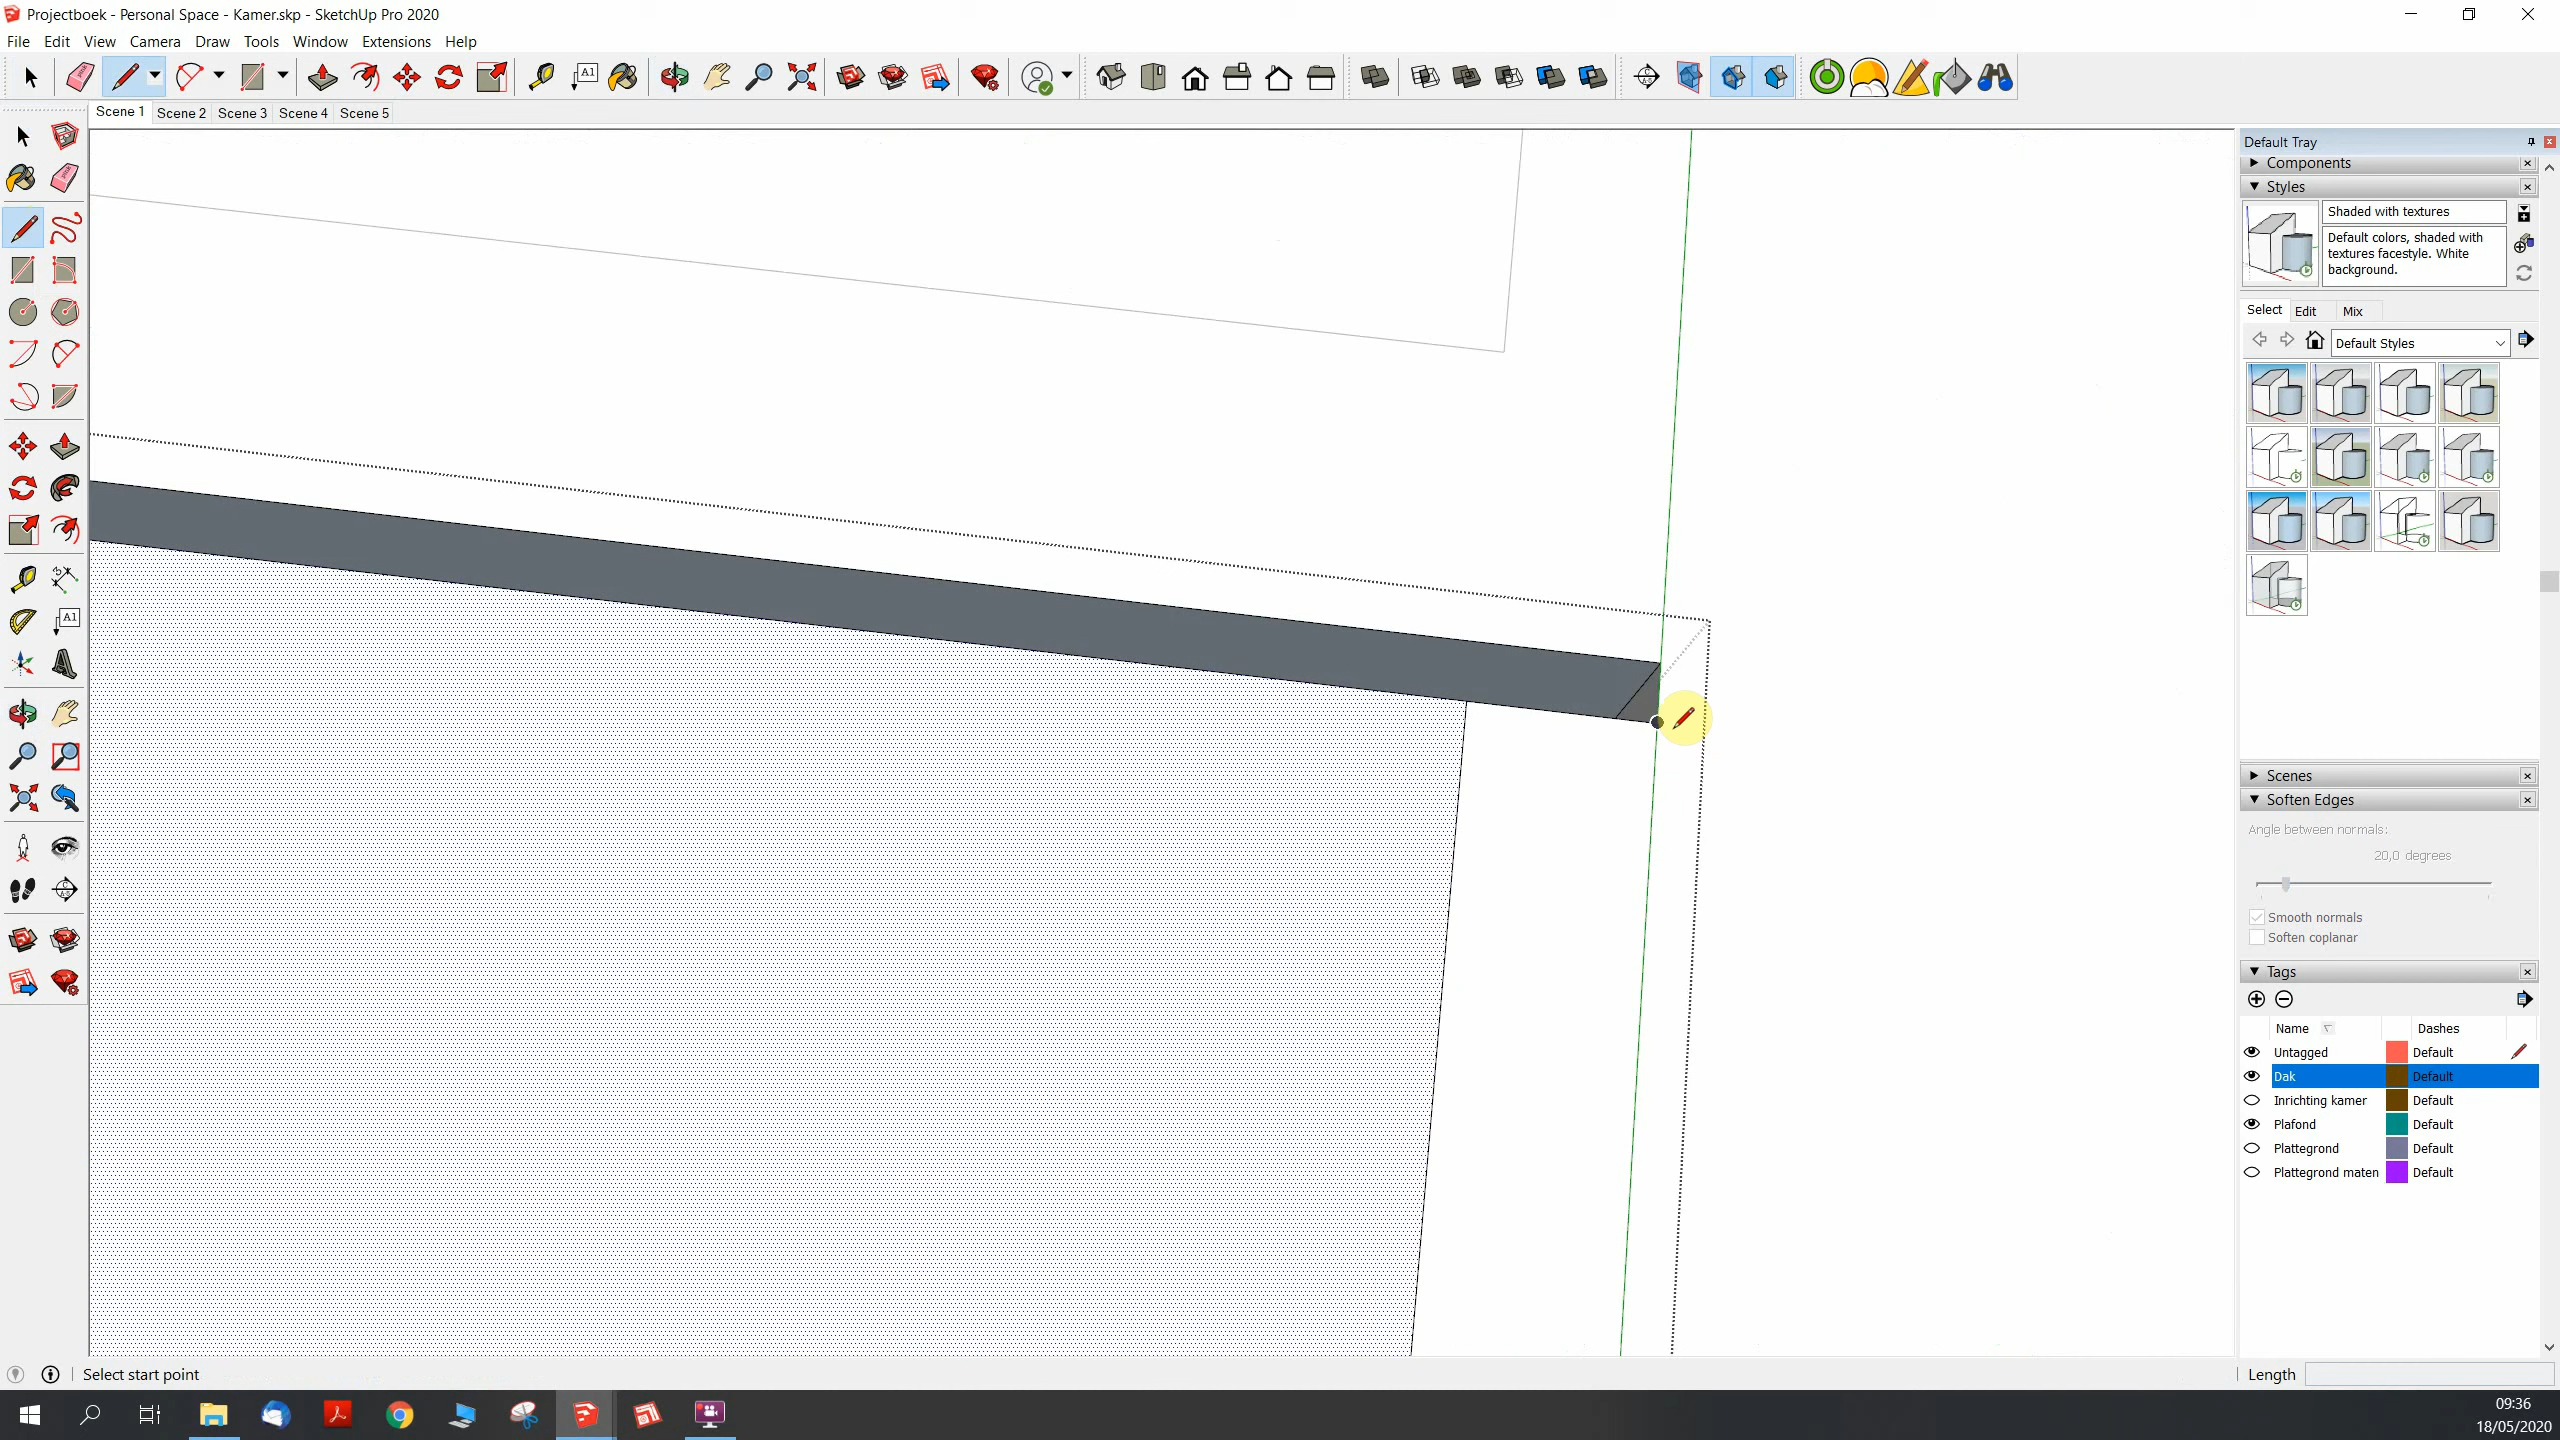 Projectboek - Personal Space - Kamer.skp - SketchUp Pro 2020
File Edit View Camera Draw Tools Window Extensions Help
Scene 1 Scene 2 Scene 3 Scene 4 Scene 5
Default Tray
Components
Styles
Shaded with textures
Default colors, shaded with
textures facestyle. White
background.
Select Edit Mix
Default Styles
Scenes
Soften Edges
Angle between normals:
20,0 degrees
Smooth normals
Soften coplanar
Tags
Name Dashes
Untagged Default
Dak Default
Inrichting kamer Default
Plafond Default
Plattegrond Default
Plattegrond maten Default
Select start point
Length
09:36
18/05/2020